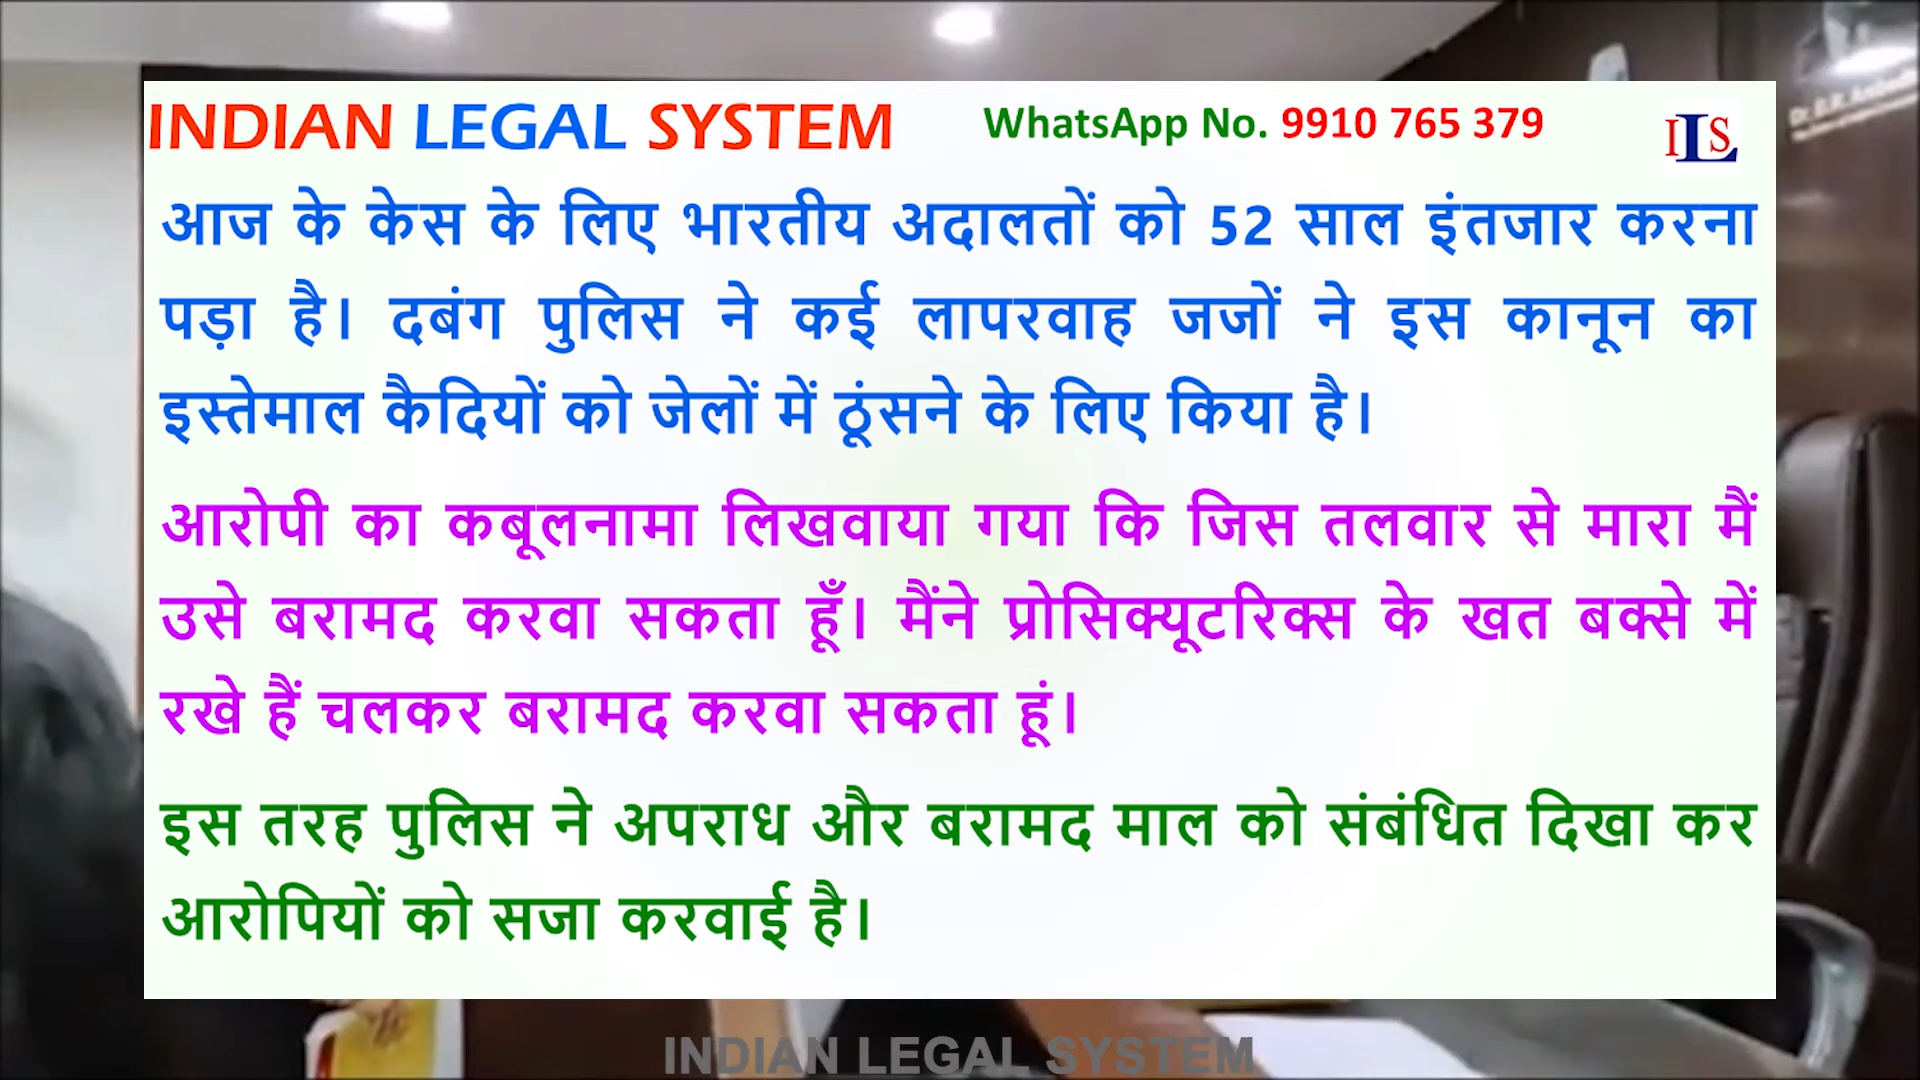 INDIAN LEGAL SYSTEM WhatsApp No. 9910 765 379 ILS
आज के केस के लिए भारतीय अदालतों को 52 साल इंतजार करना
पड़ा है। दबंग पुलिस ने कई लापरवाह जजों ने इस कानून का
इस्तेमाल कैदियों को जेलों में ठूंसने के लिए किया है।
आरोपी का कबूलनामा लिखवाया गया कि जिस तलवार से मारा मैं
उसे बरामद करवा सकता हूँ। मैंने प्रोसिक्यूटरिक्स के खत बक्से में
रखे हैं चलकर बरामद करवा सकता हूं।
इस तरह पुलिस ने अपराध और बरामद माल को संबंधित दिखा कर
आरोपियों को सजा करवाई है।
INDIAN LEGAL SYSTEM